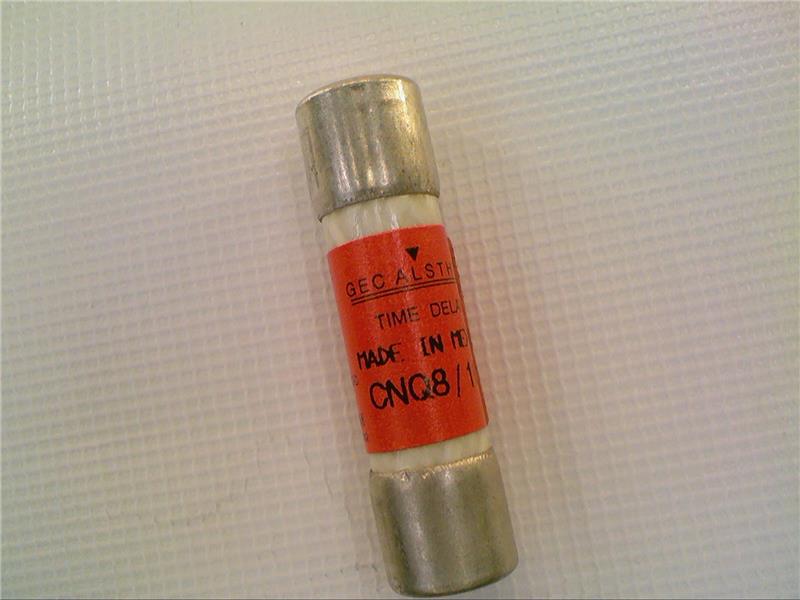 GEC ALSTH
TIME DELA
MADE IN ME
CNQ8/1